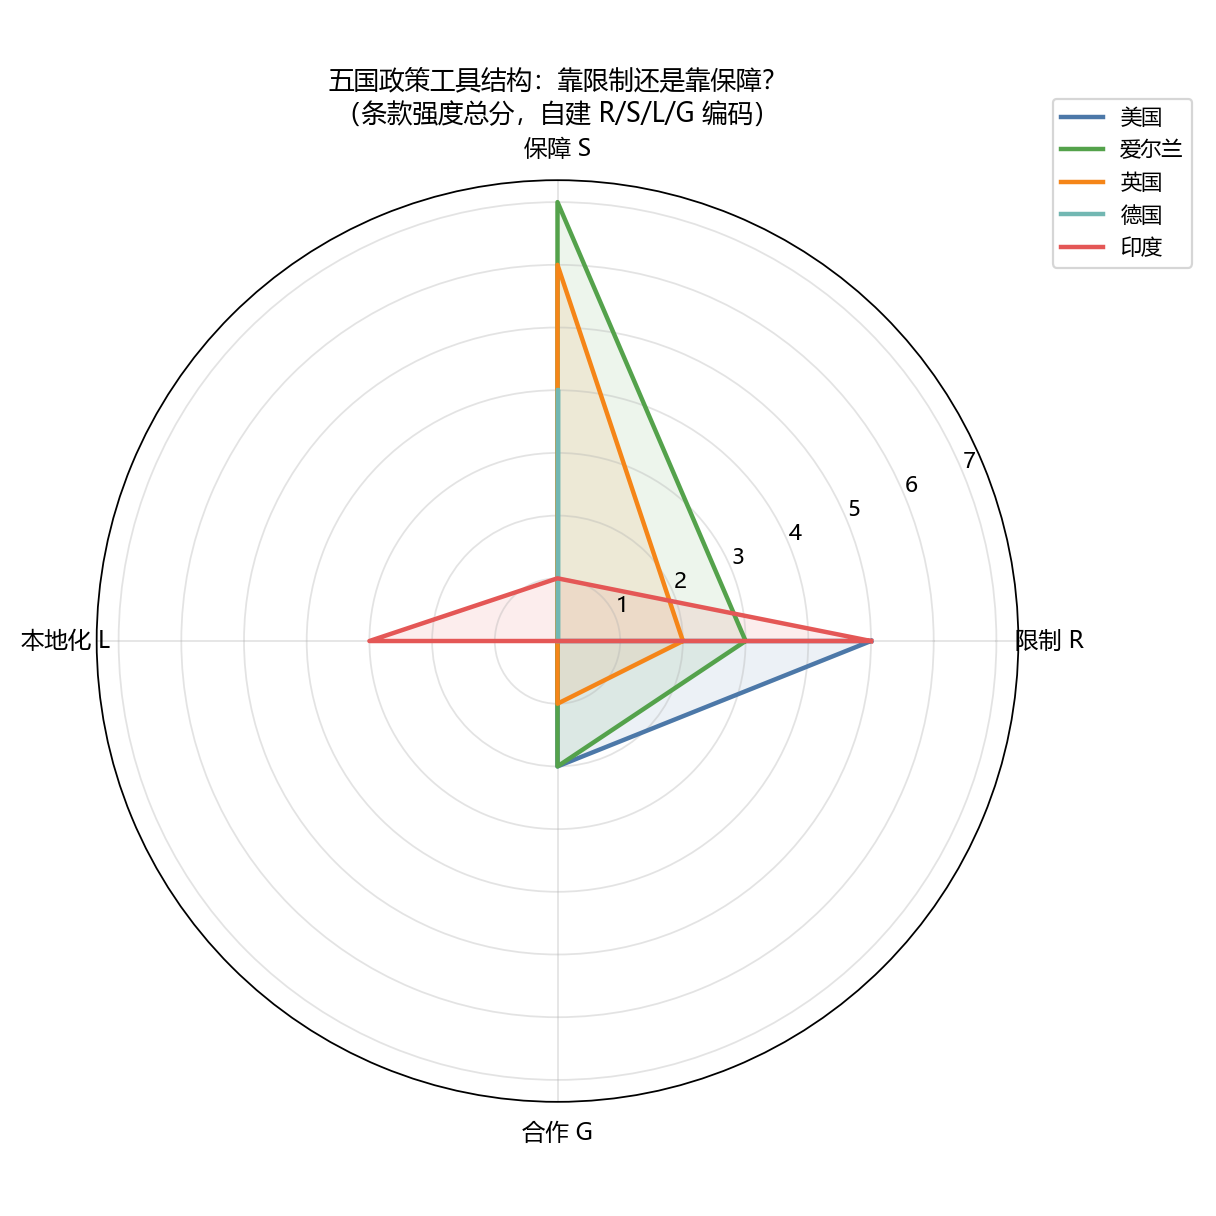 五国政策工具结构：靠限制还是靠保障？
（条款强度总分，自建 R/S/L/G 编码）
保障 S
美国
爱尔兰
英国
德国
印度
7
6
5
4
3
2
1
本地化 L
限制 R
合作 G